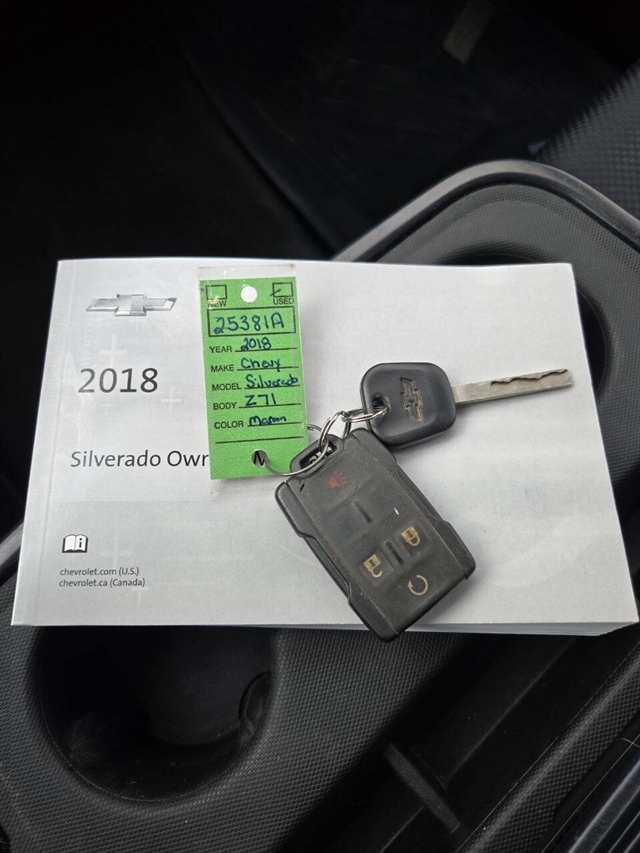 NEW USED
25381A
YEAR 2018
MAKE Chevy
MODEL Silverado
BODY Z71
COLOR Maroon
2018
Silverado Owr
chevrolet.com (U.S.)
chevrolet.ca (Canada)